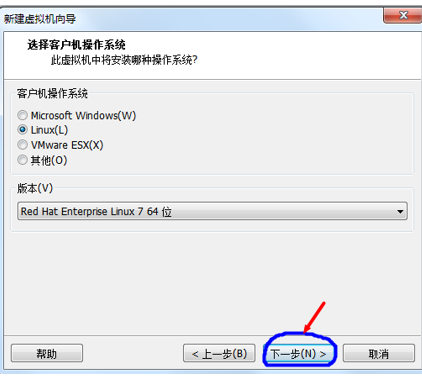 新建虚拟机向导
选择客户机操作系统
此虚拟机中将安装哪种操作系统?
客户机操作系统
Microsoft Windows(W)
Linux(L)
VMware ESX(X)
其他(O)
版本(V)
Red Hat Enterprise Linux 7 64 位
帮助
< 上一步(B)
下一步(N) >
取消